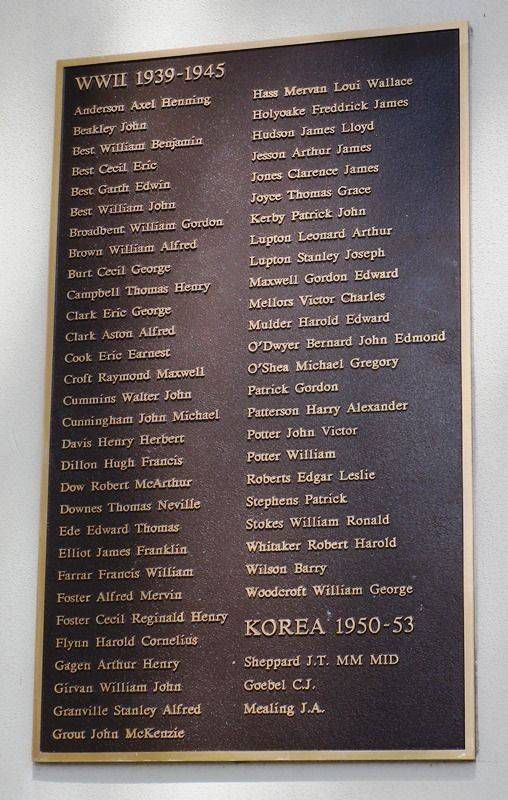 WWII 1939-1945
Anderson Axel Henning
Beakley John
Best William Benjamin
Best Cecil Eric
Best Garth Edwin
Best William John
Broadbent William Gordon
Brown William Alfred
Burt Cecil George
Campbell Thomas Henry
Clark Eric George
Clark Aston Alfred
Cook Eric Earnest
Croft Raymond Maxwell
Cummins Walter John
Cunningham John Michael
Davis Henry Herbert
Dillon Hugh Francis
Dow Robert McArthur
Downes Thomas Neville
Ede Edward Thomas
Elliot James Franklin
Farrar Francis William
Foster Alfred Mervin
Foster Cecil Reginald Henry
Flynn Harold Cornelius
Gagen Arthur Henry
Girvan William John
Granville Stanley Alfred
Grout John McKenzie
Hass Mervan Loui Wallace
Holyoake Freddrick James
Hudson James Lloyd
Jesson Arthur James
Jones Clarence James
Joyce Thomas Grace
Kerby Patrick John
Lupton Leonard Arthur
Lupton Stanley Joseph
Maxwell Gordon Edward
Mellors Victor Charles
Mulder Harold Edward
O'Dwyer Bernard John Edmond
O'Shea Michael Gregory
Patrick Gordon
Patterson Harry Alexander
Potter John Victor
Potter William
Roberts Edgar Leslie
Stephens Patrick
Stokes William Ronald
Whitaker Robert Harold
Wilson Barry
Woodcroft William George
KOREA 1950-53
Sheppard J.T. MM MID
Goebel C.J.
Mealing J.A.